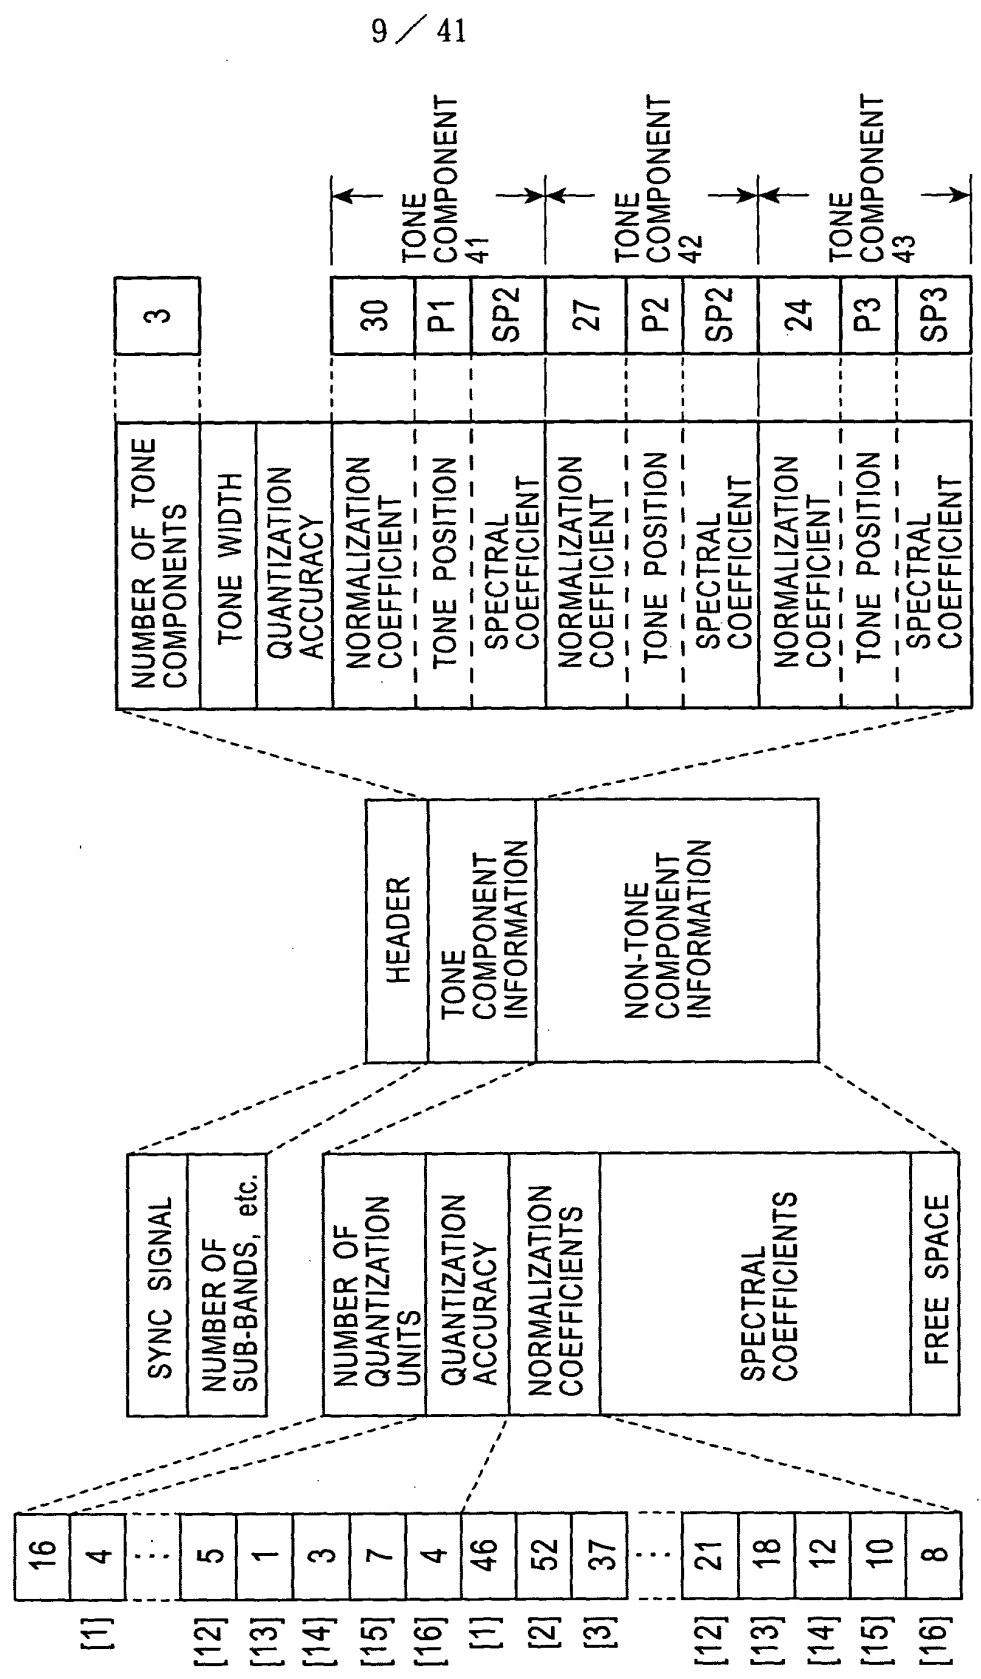 9 / 41
NUMBER OF TONE
COMPONENTS
TONE WIDTH
QUANTIZATION
ACCURACY
NORMALIZATION
COEFFICIENT
TONE POSITION
SPECTRAL
COEFFICIENT
NORMALIZATION
COEFFICIENT
TONE POSITION
SPECTRAL
COEFFICIENT
NORMALIZATION
COEFFICIENT
TONE POSITION
SPECTRAL
COEFFICIENT
3
30
P1
SP2
27
P2
SP2
24
P3
SP3
TONE
COMPONENT
41
TONE
COMPONENT
42
TONE
COMPONENT
43
HEADER
TONE
COMPONENT
INFORMATION
NON-TONE
COMPONENT
INFORMATION
SYNC SIGNAL
NUMBER OF
SUB-BANDS, etc.
NUMBER OF
QUANTIZATION
UNITS
QUANTIZATION
ACCURACY
NORMALIZATION
COEFFICIENTS
SPECTRAL
COEFFICIENTS
FREE SPACE
16
[1] 4
...
[12] 5
[13] 1
[14] 3
[15] 7
[16] 4
[1] 46
[2] 52
[3] 37
...
[12] 21
[13] 18
[14] 12
[15] 10
[16] 8